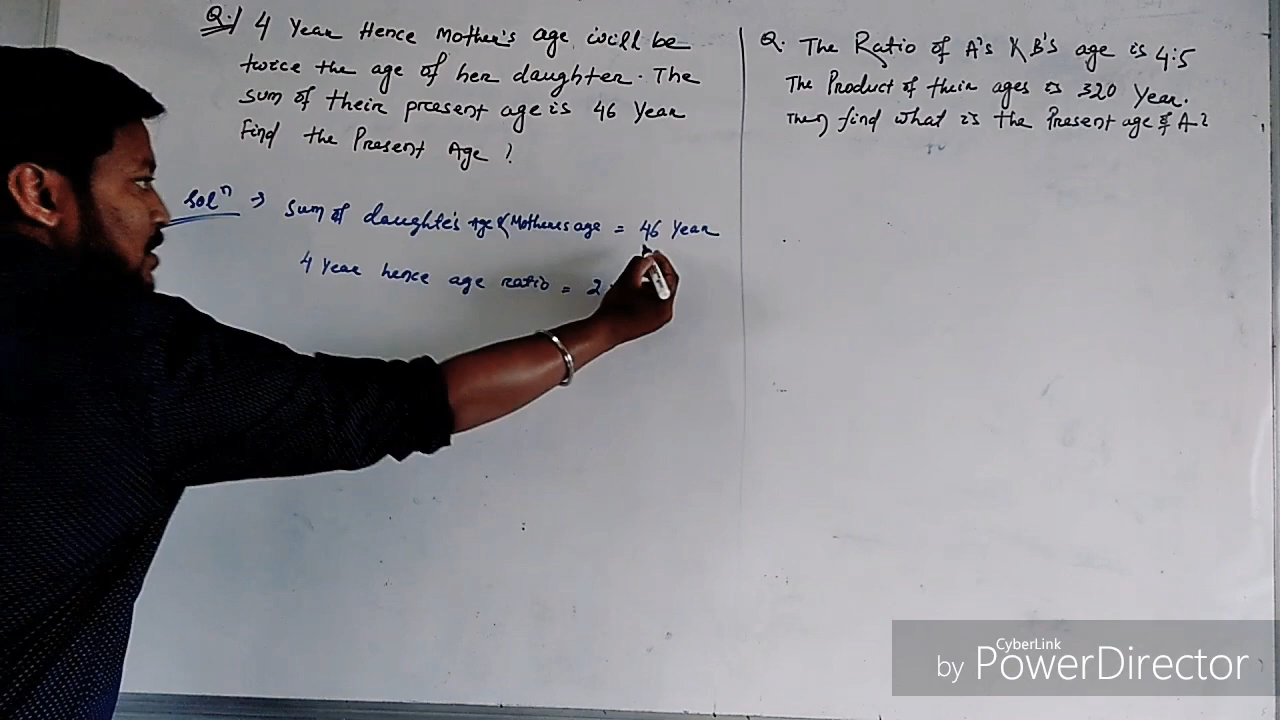 Q.1 4 Year Hence Mother's age will be
twice the age of her daughter. The
sum of their present age is 46 Year
Find the Present Age ?
Solⁿ → Sum of daughte's Age & Mothers age = 46 Year
4 Year hence age ratio = 2 :
Q. The Ratio of A's & B's age is 4:5
The Product of their ages is 320 Year.
Then find what is the Present age of A?
CyberLink
by PowerDirector